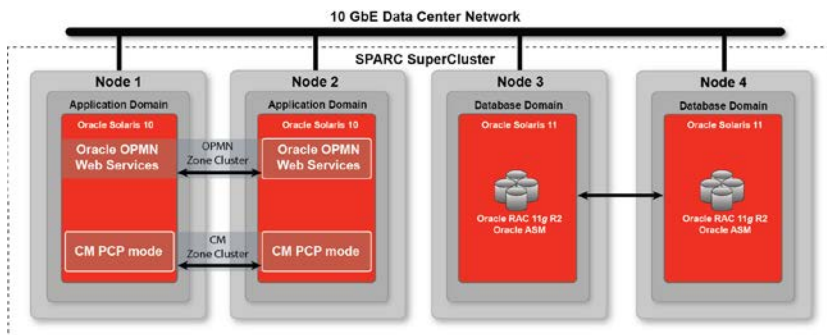 10 GbE Data Center Network
SPARC SuperCluster
Node 1
Application Domain
Oracle Solaris 10
Oracle OPMN
Web Services
CM PCP mode
OPMN
Zone Cluster
CM
Zone Cluster
Node 2
Application Domain
Oracle Solaris 10
Oracle OPMN
Web Services
CM PCP mode
Node 3
Database Domain
Oracle Solaris 11
Oracle RAC 11g R2
Oracle ASM
Node 4
Database Domain
Oracle Solaris 11
Oracle RAC 11g R2
Oracle ASM